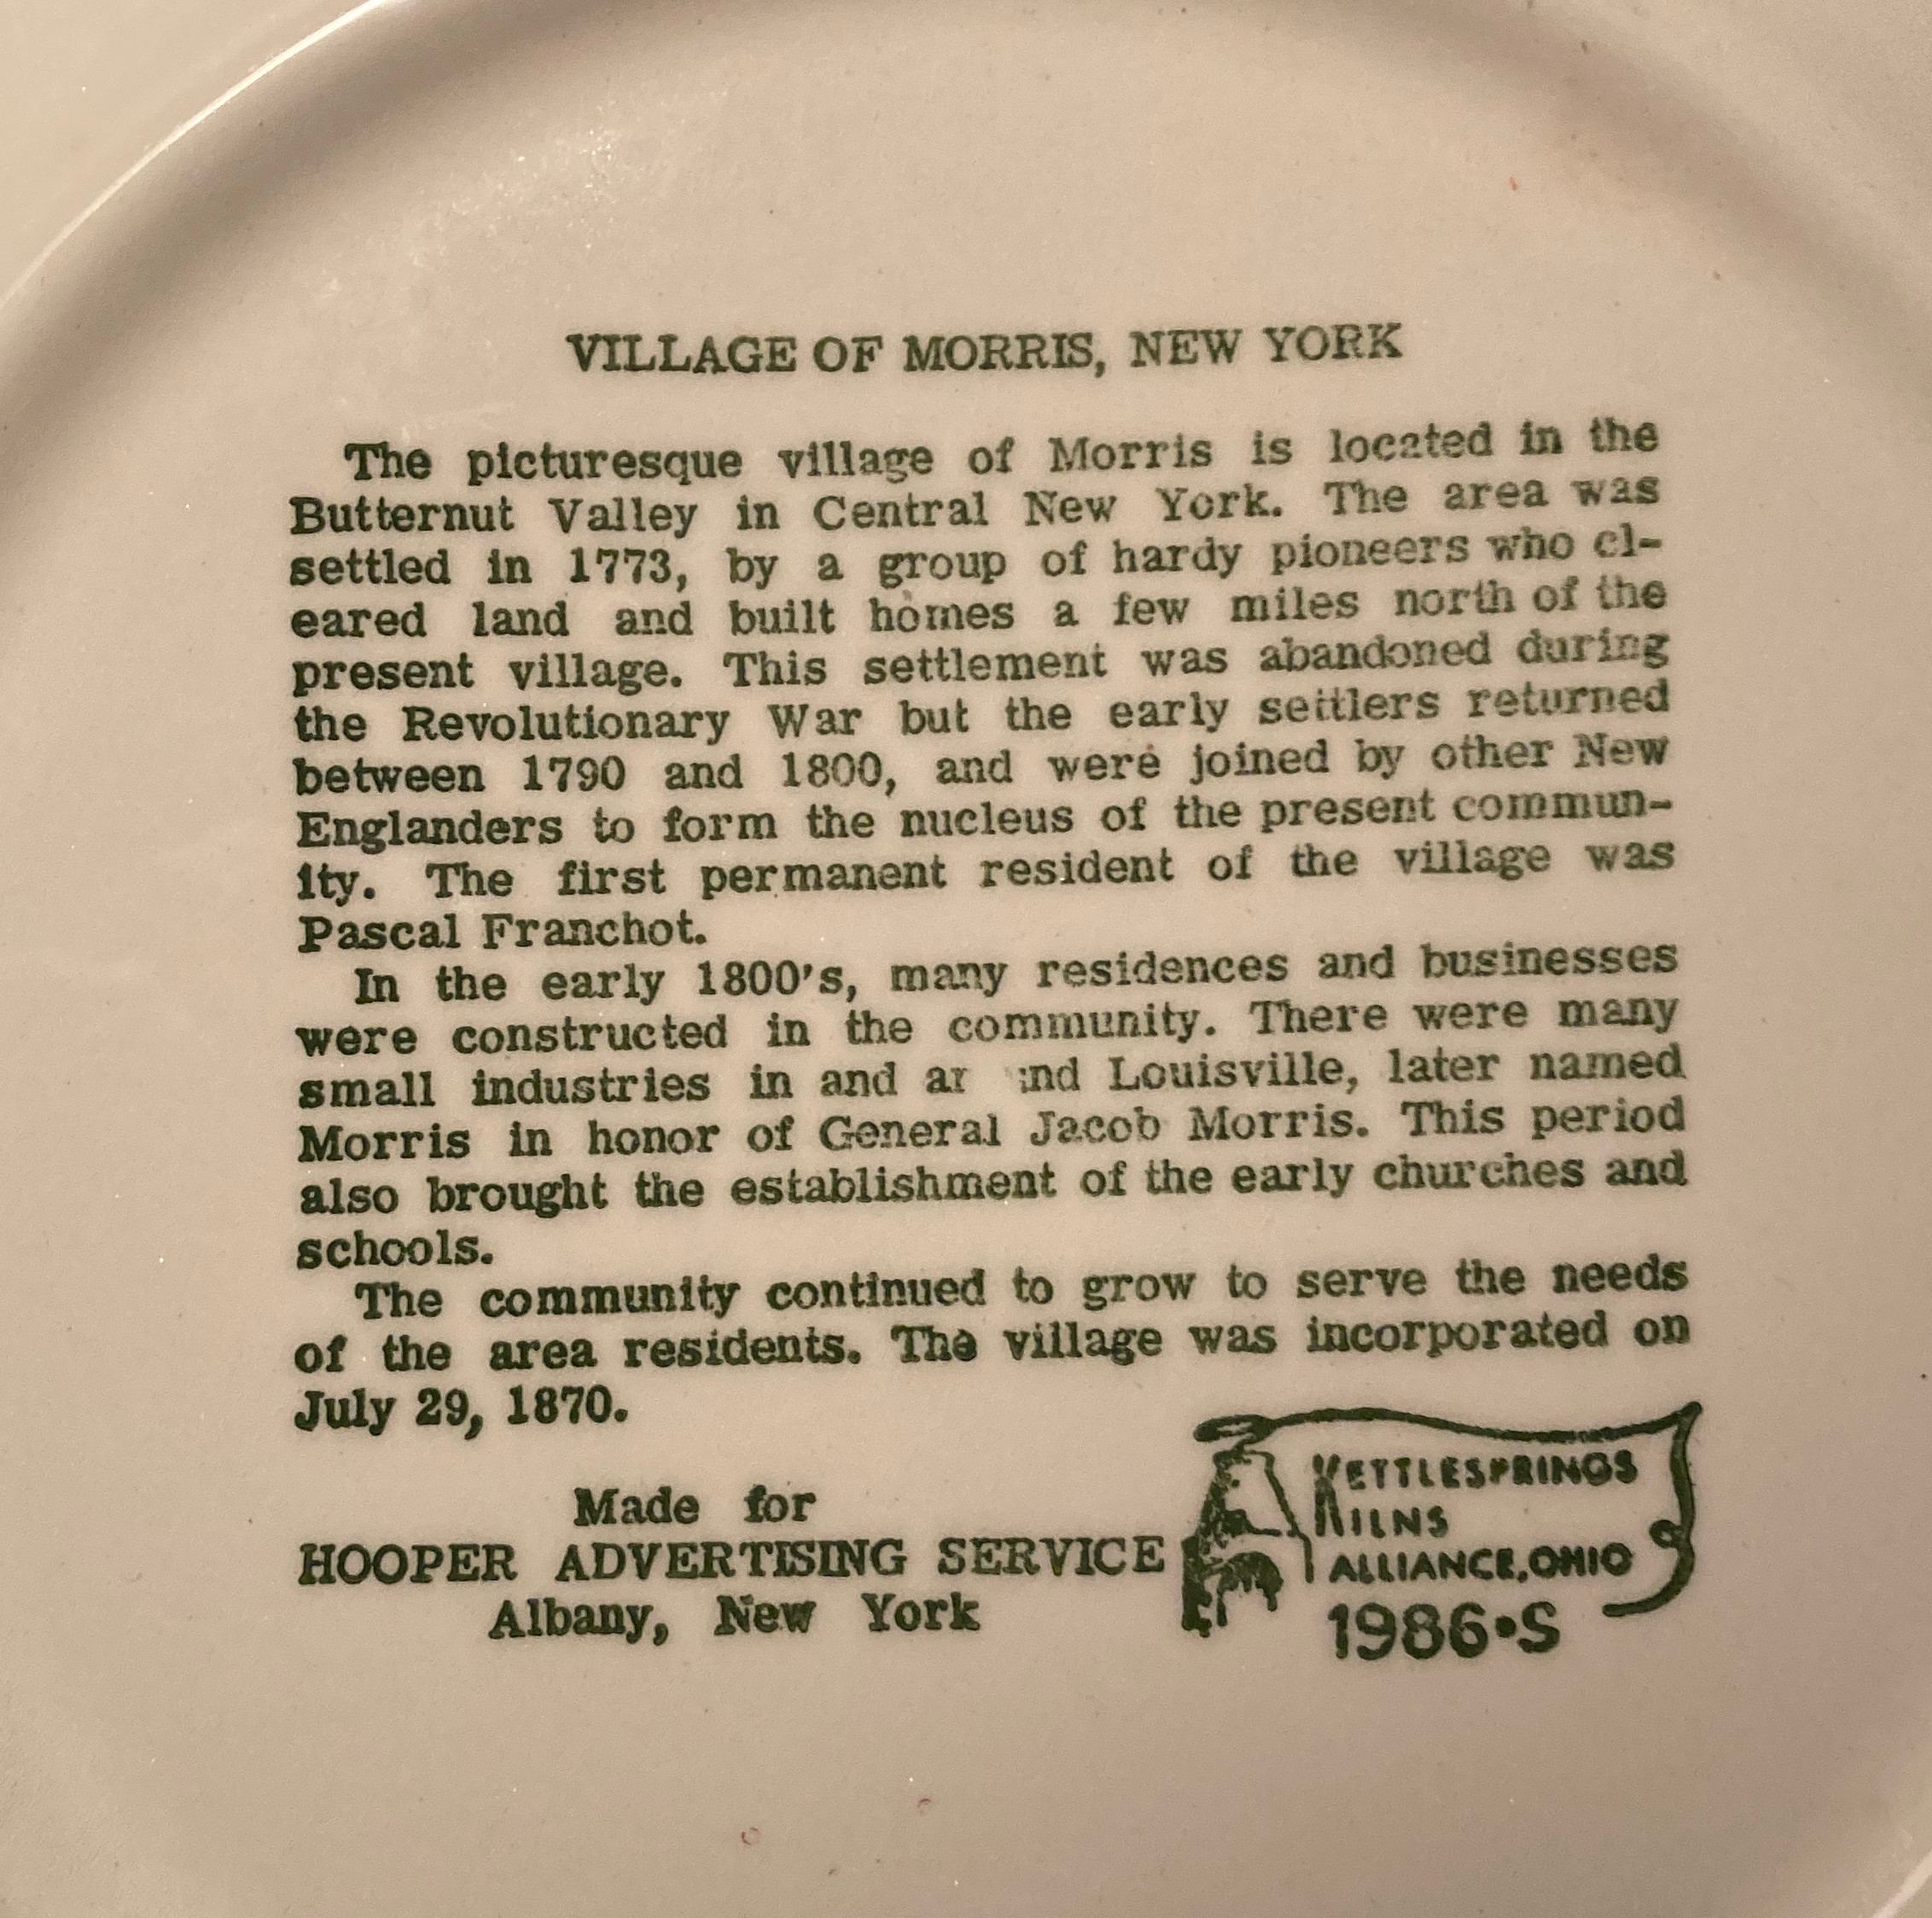 VILLAGE OF MORRIS, NEW YORK
The picturesque village of Morris is located in the
Butternut Valley in Central New York. The area was
settled in 1773, by a group of hardy pioneers who cl-
eared land and built homes a few miles north of the
present village. This settlement was abandoned during
the Revolutionary War but the early settlers returned
between 1790 and 1800, and were joined by other New
Englanders to form the nucleus of the present commun-
ity. The first permanent resident of the village was
Pascal Franchot.
In the early 1800's, many residences and businesses
were constructed in the community. There were many
small industries in and Louisville, later named
Morris in honor of General Jacob Morris. This period
also brought the establishment of the early churches and
schools.
The community continued to grow to serve the needs
of the area residents. The village was incorporated on
July 29, 1870.
Made for
HOOPER ADVERTISING SERVICE
Albany, New York
KETTLESPRINGS
KILNS
ALLIANCE, OHIO
1986•S